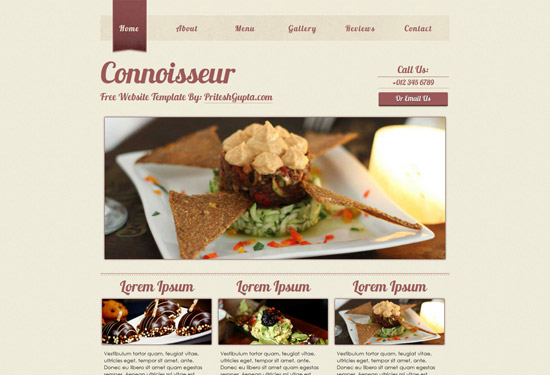 Home About Menu Gallery Reviews Contact
Connoisseur
Call Us:
+012 345 6789
Free Website Template By: PriteshGupta.com
Or Email Us
Lorem Ipsum Lorem Ipsum Lorem Ipsum
Vestibulum tortor quam, feugiat vitae, Vestibulum tortor quam, feugiat vitae, Vestibulum tortor quam, feugiat vitae,
ultricies eget, tempor sit amet, ante. ultricies eget, tempor sit amet, ante. ultricies eget, tempor sit amet, ante.
Donec eu libero sit amet quam egestas Donec eu libero sit amet quam egestas Donec eu libero sit amet quam egestas